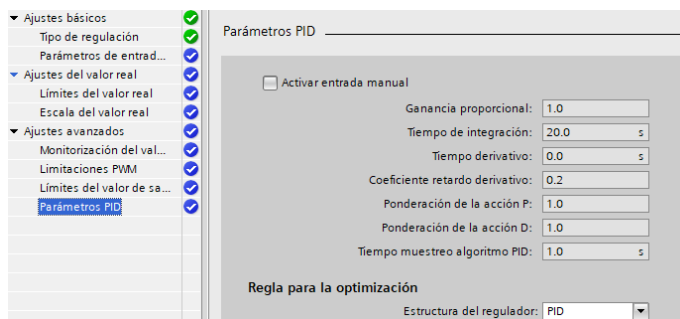 Ajustes básicos
Tipo de regulación
Parámetros de entrad...
Ajustes del valor real
Límites del valor real
Escala del valor real
Ajustes avanzados
Monitorización del val...
Limitaciones PWM
Límites del valor de sa...
Parámetros PID
Parámetros PID
Activar entrada manual
Ganancia proporcional: 1.0
Tiempo de integración: 20.0 s
Tiempo derivativo: 0.0 s
Coeficiente retardo derivativo: 0.2
Ponderación de la acción P: 1.0
Ponderación de la acción D: 1.0
Tiempo muestreo algoritmo PID: 1.0 s
Regla para la optimización
Estructura del regulador: PID